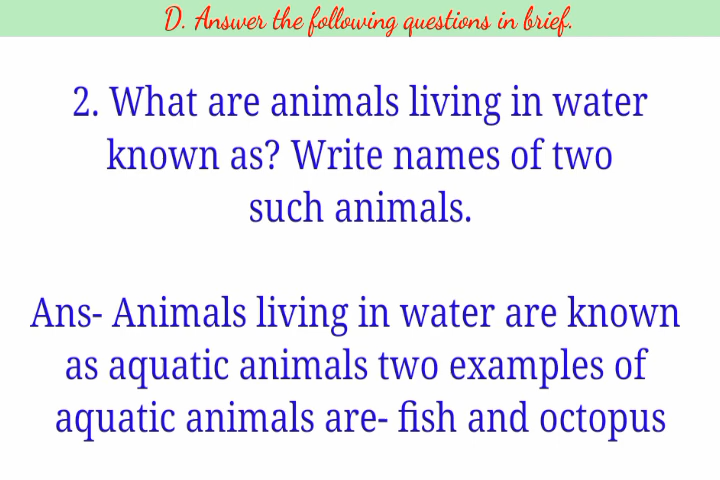 D. Answer the following questions in brief.
2. What are animals living in water
known as? Write names of two
such animals.
Ans- Animals living in water are known
as aquatic animals two examples of
aquatic animals are- fish and octopus